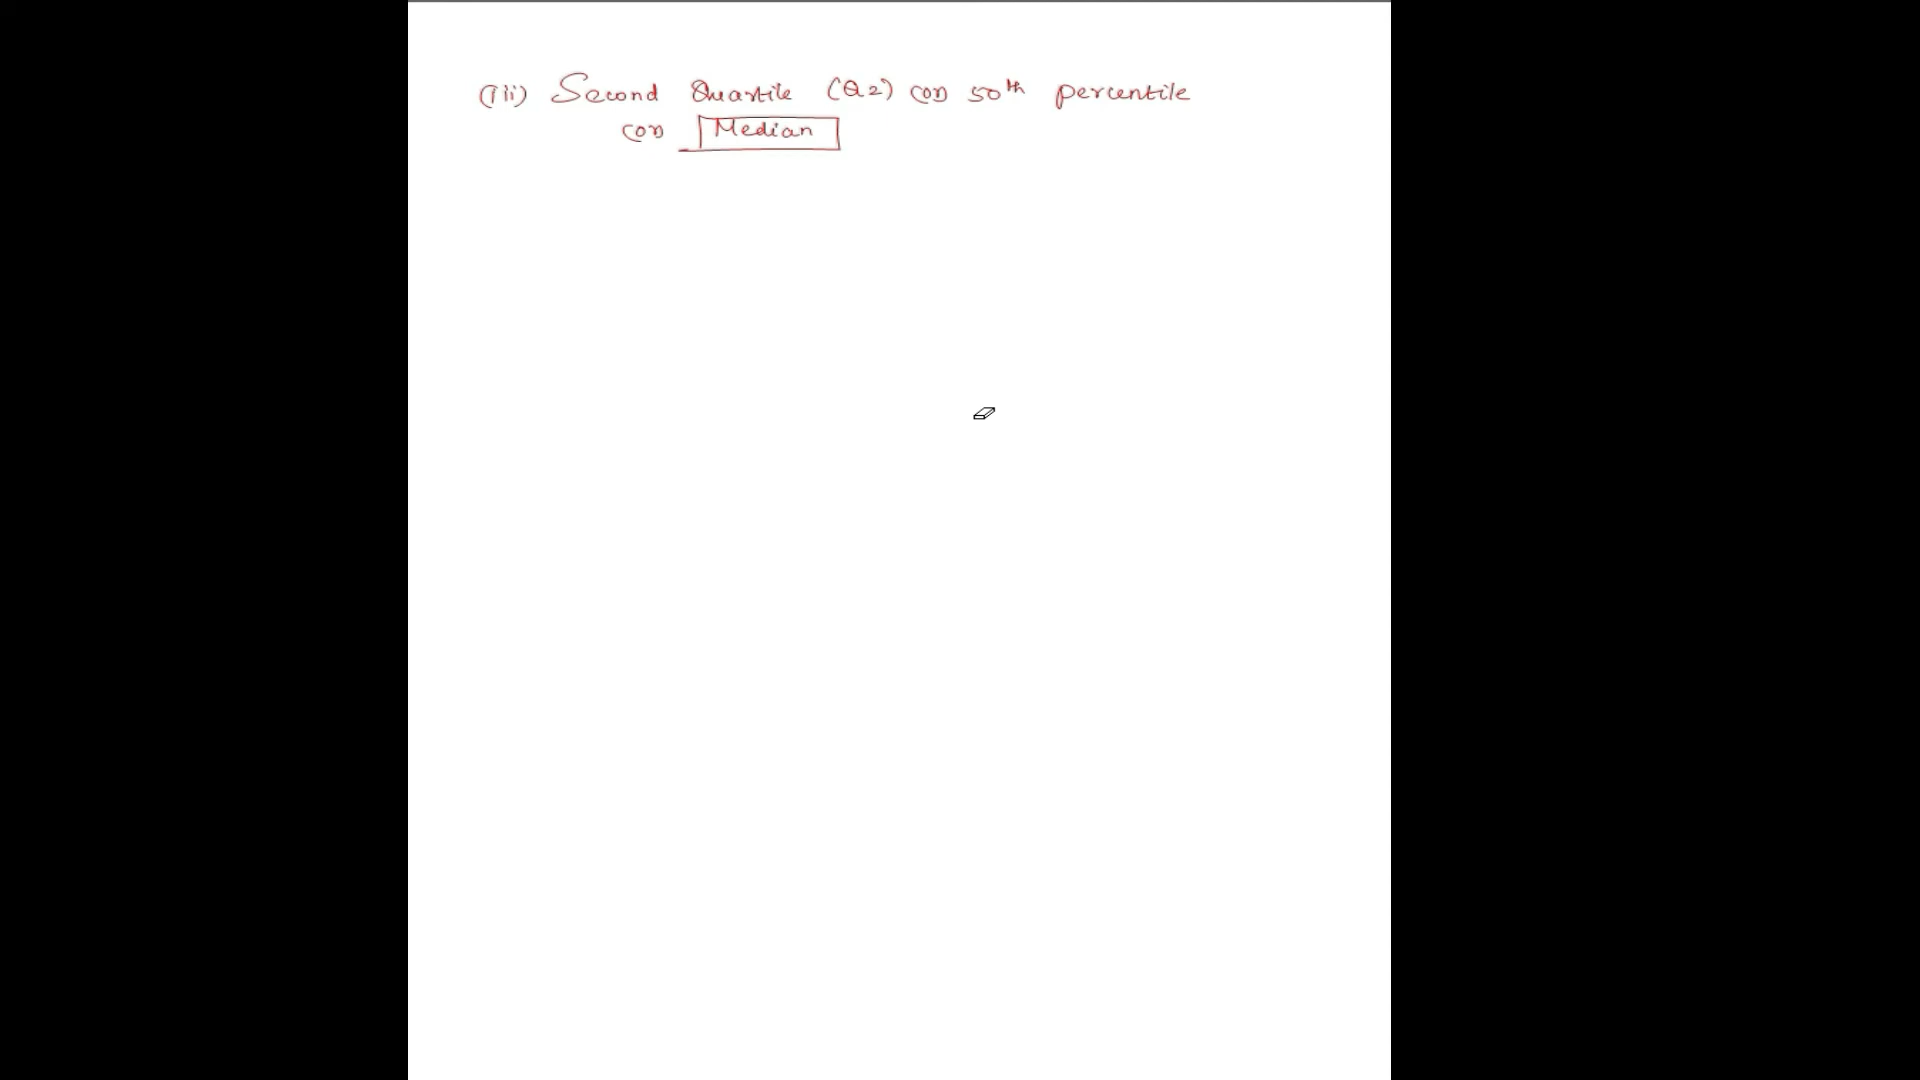 (iii) Second Quartile (Q2) (or) 50th percentile
(or) Median